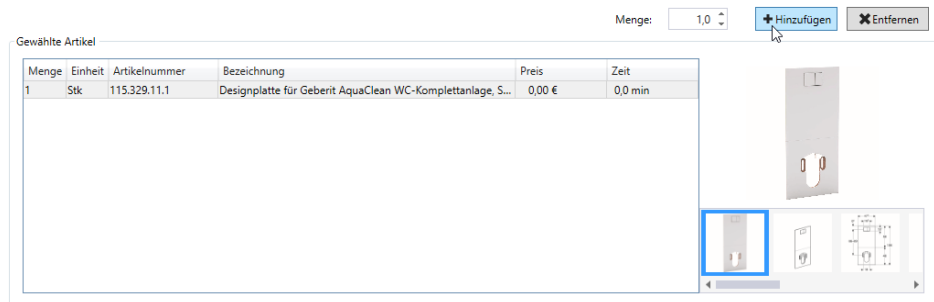 Menge: 1,0 Hinzufügen Entfernen
Gewählte Artikel
Menge Einheit Artikelnummer Bezeichnung Preis Zeit
1 Stk 115.329.11.1 Designplatte für Geberit AquaClean WC-Komplettanlage, S... 0,00 € 0,0 min